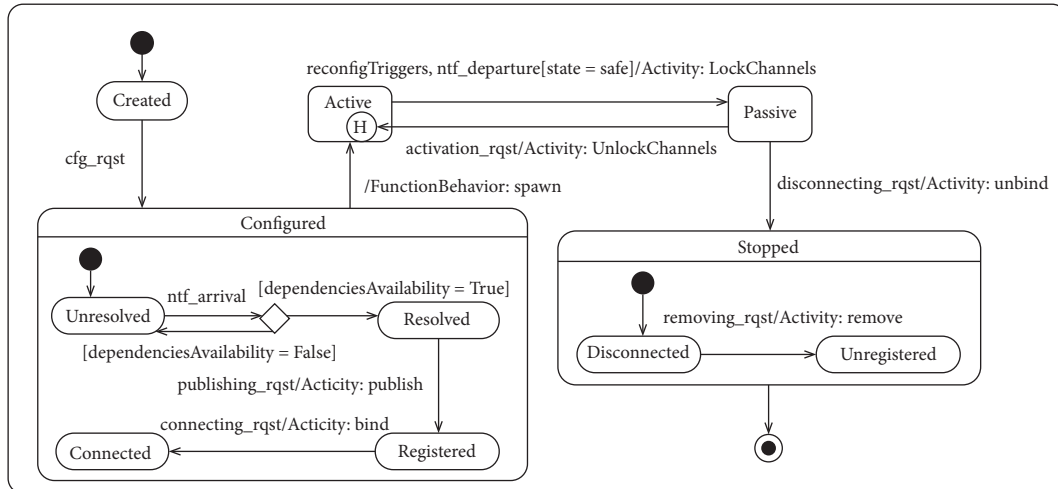 reconfigTriggers, ntf_departure[state = safe]/Activity: LockChannels
Created
Active
H
Passive
activation_rqst/Activity: UnlockChannels
cfg_rqst
/FunctionBehavior: spawn
disconnecting_rqst/Activity: unbind
Configured
Stopped
ntf_arrival
[dependenciesAvailability = True]
Unresolved
Resolved
[dependenciesAvailability = False]
removing_rqst/Activity: remove
Disconnected
Unregistered
publishing_rqst/Acticity: publish
connecting_rqst/Acticity: bind
Connected
Registered